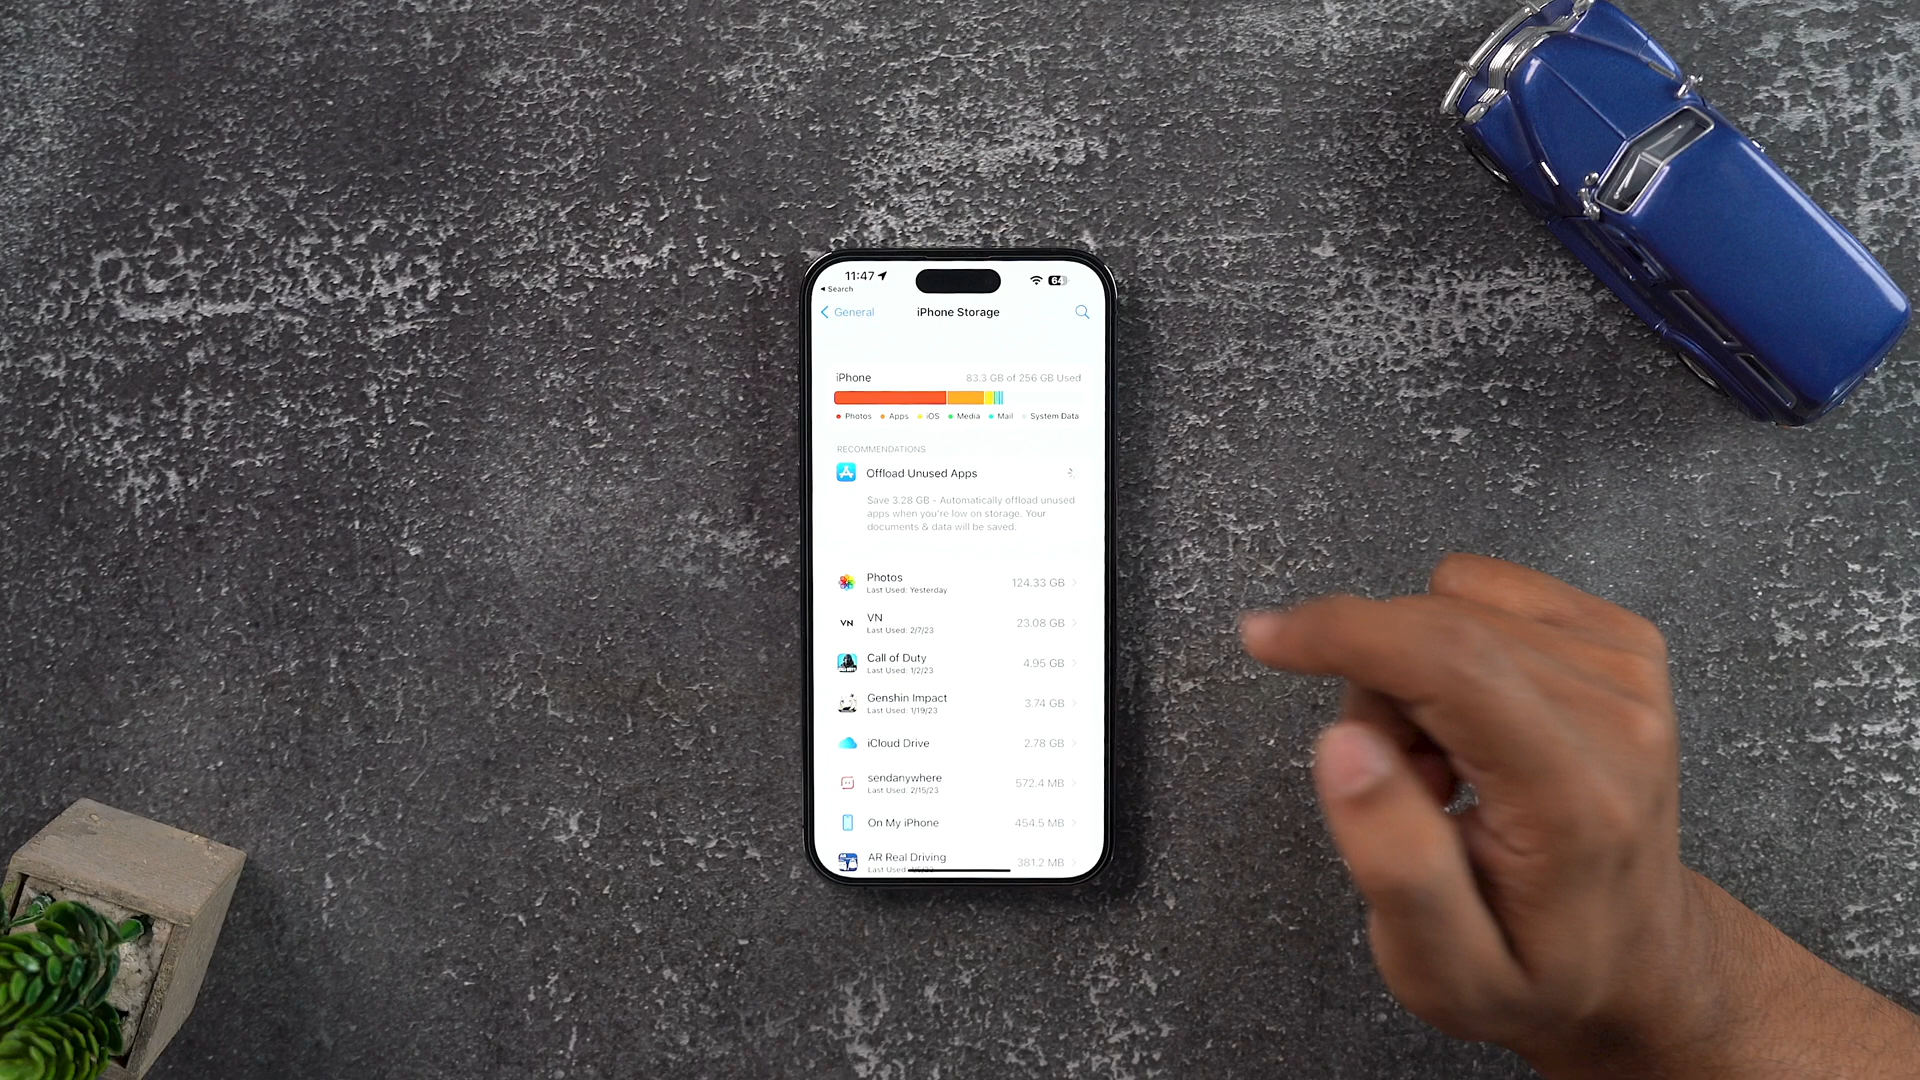 11:47
Search
64
General
iPhone Storage
iPhone
83.3 GB of 256 GB Used
Photos
Apps
iOS
Media
Mail
System Data
RECOMMENDATIONS
Offload Unused Apps
Save 3.28 GB - Automatically offload unused
apps when you're low on storage. Your
documents & data will be saved.
Photos
124.33 GB
Last Used: Yesterday
VN
VN
23.08 GB
Last Used: 2/7/23
Call of Duty
4.95 GB
Last Used: 1/2/23
Genshin Impact
3.74 GB
Last Used: 1/19/23
iCloud Drive
2.78 GB
sendanywhere
572.4 MB
Last Used: 2/15/23
On My iPhone
454.5 MB
AR Real Driving
381.2 MB
Last Used: